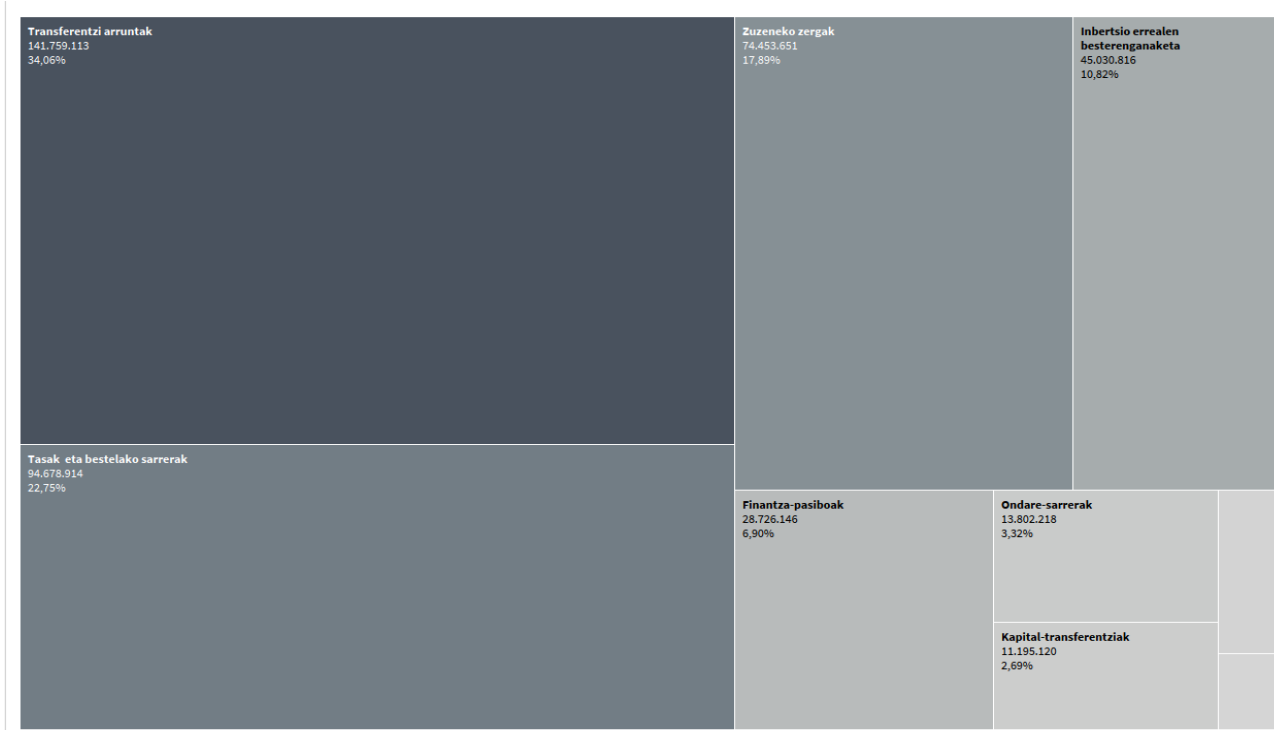 Transferentzi arruntak
141.759.113
34,06%
Tasak eta bestelako sarrerak
94.678.914
22,75%
Zuzeneko zergak
74.453.651
17,89%
Inbertsio errealen
besterenganaketa
45.030.816
10,82%
Finantza-pasiboak
28.726.146
6,90%
Ondare-sarrerak
13.802.218
3,32%
Kapital-transferentziak
11.195.120
2,69%